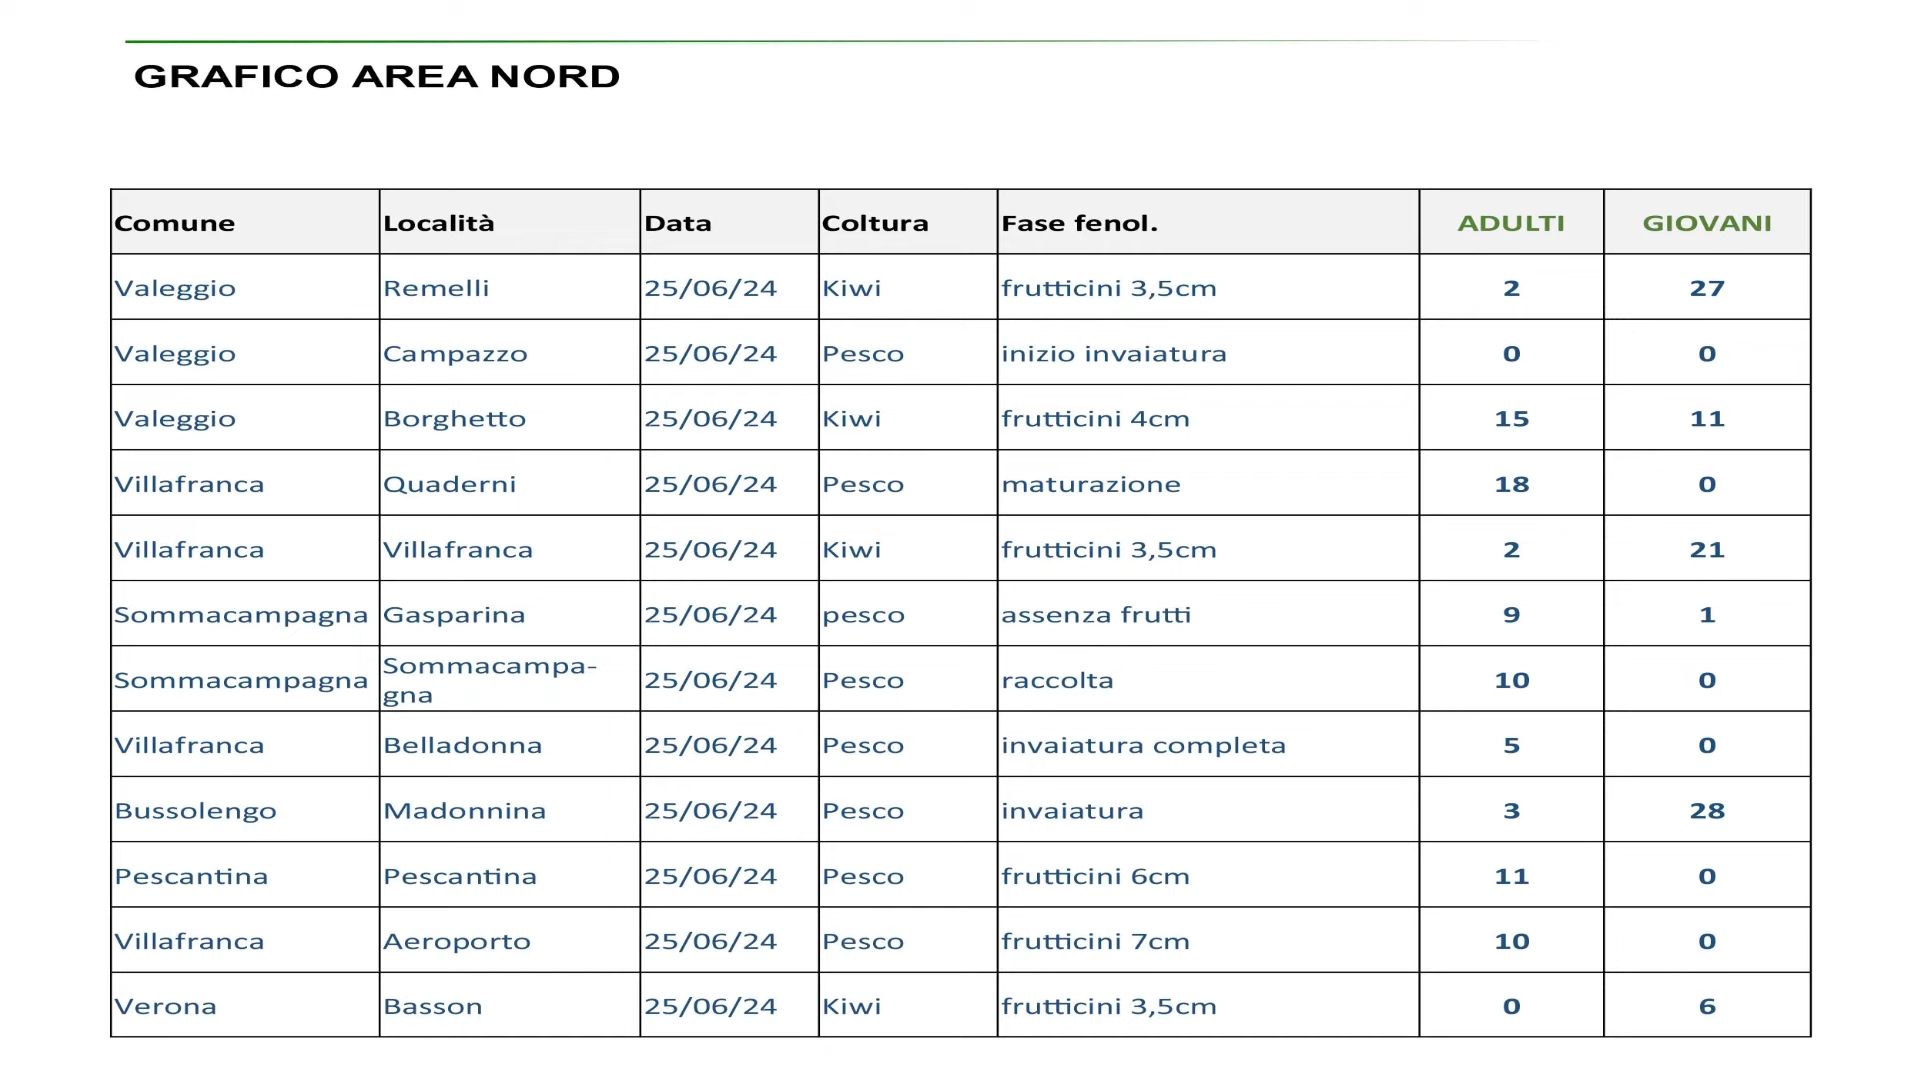 GRAFICO AREA NORD
Comune Località Data Coltura Fase fenol. ADULTI GIOVANI
Valeggio Remelli 25/06/24 Kiwi frutticini 3,5cm 2 27
Valeggio Campazzo 25/06/24 Pesco inizio invaiatura 0 0
Valeggio Borghetto 25/06/24 Kiwi frutticini 4cm 15 11
Villafranca Quaderni 25/06/24 Pesco maturazione 18 0
Villafranca Villafranca 25/06/24 Kiwi frutticini 3,5cm 2 21
Sommacampagna Gasparina 25/06/24 pesco assenza frutti 9 1
Sommacampagna Sommacampa-
gna 25/06/24 Pesco raccolta 10 0
Villafranca Belladonna 25/06/24 Pesco invaiatura completa 5 0
Bussolengo Madonnina 25/06/24 Pesco invaiatura 3 28
Pescantina Pescantina 25/06/24 Pesco frutticini 6cm 11 0
Villafranca Aeroporto 25/06/24 Pesco frutticini 7cm 10 0
Verona Basson 25/06/24 Kiwi frutticini 3,5cm 0 6